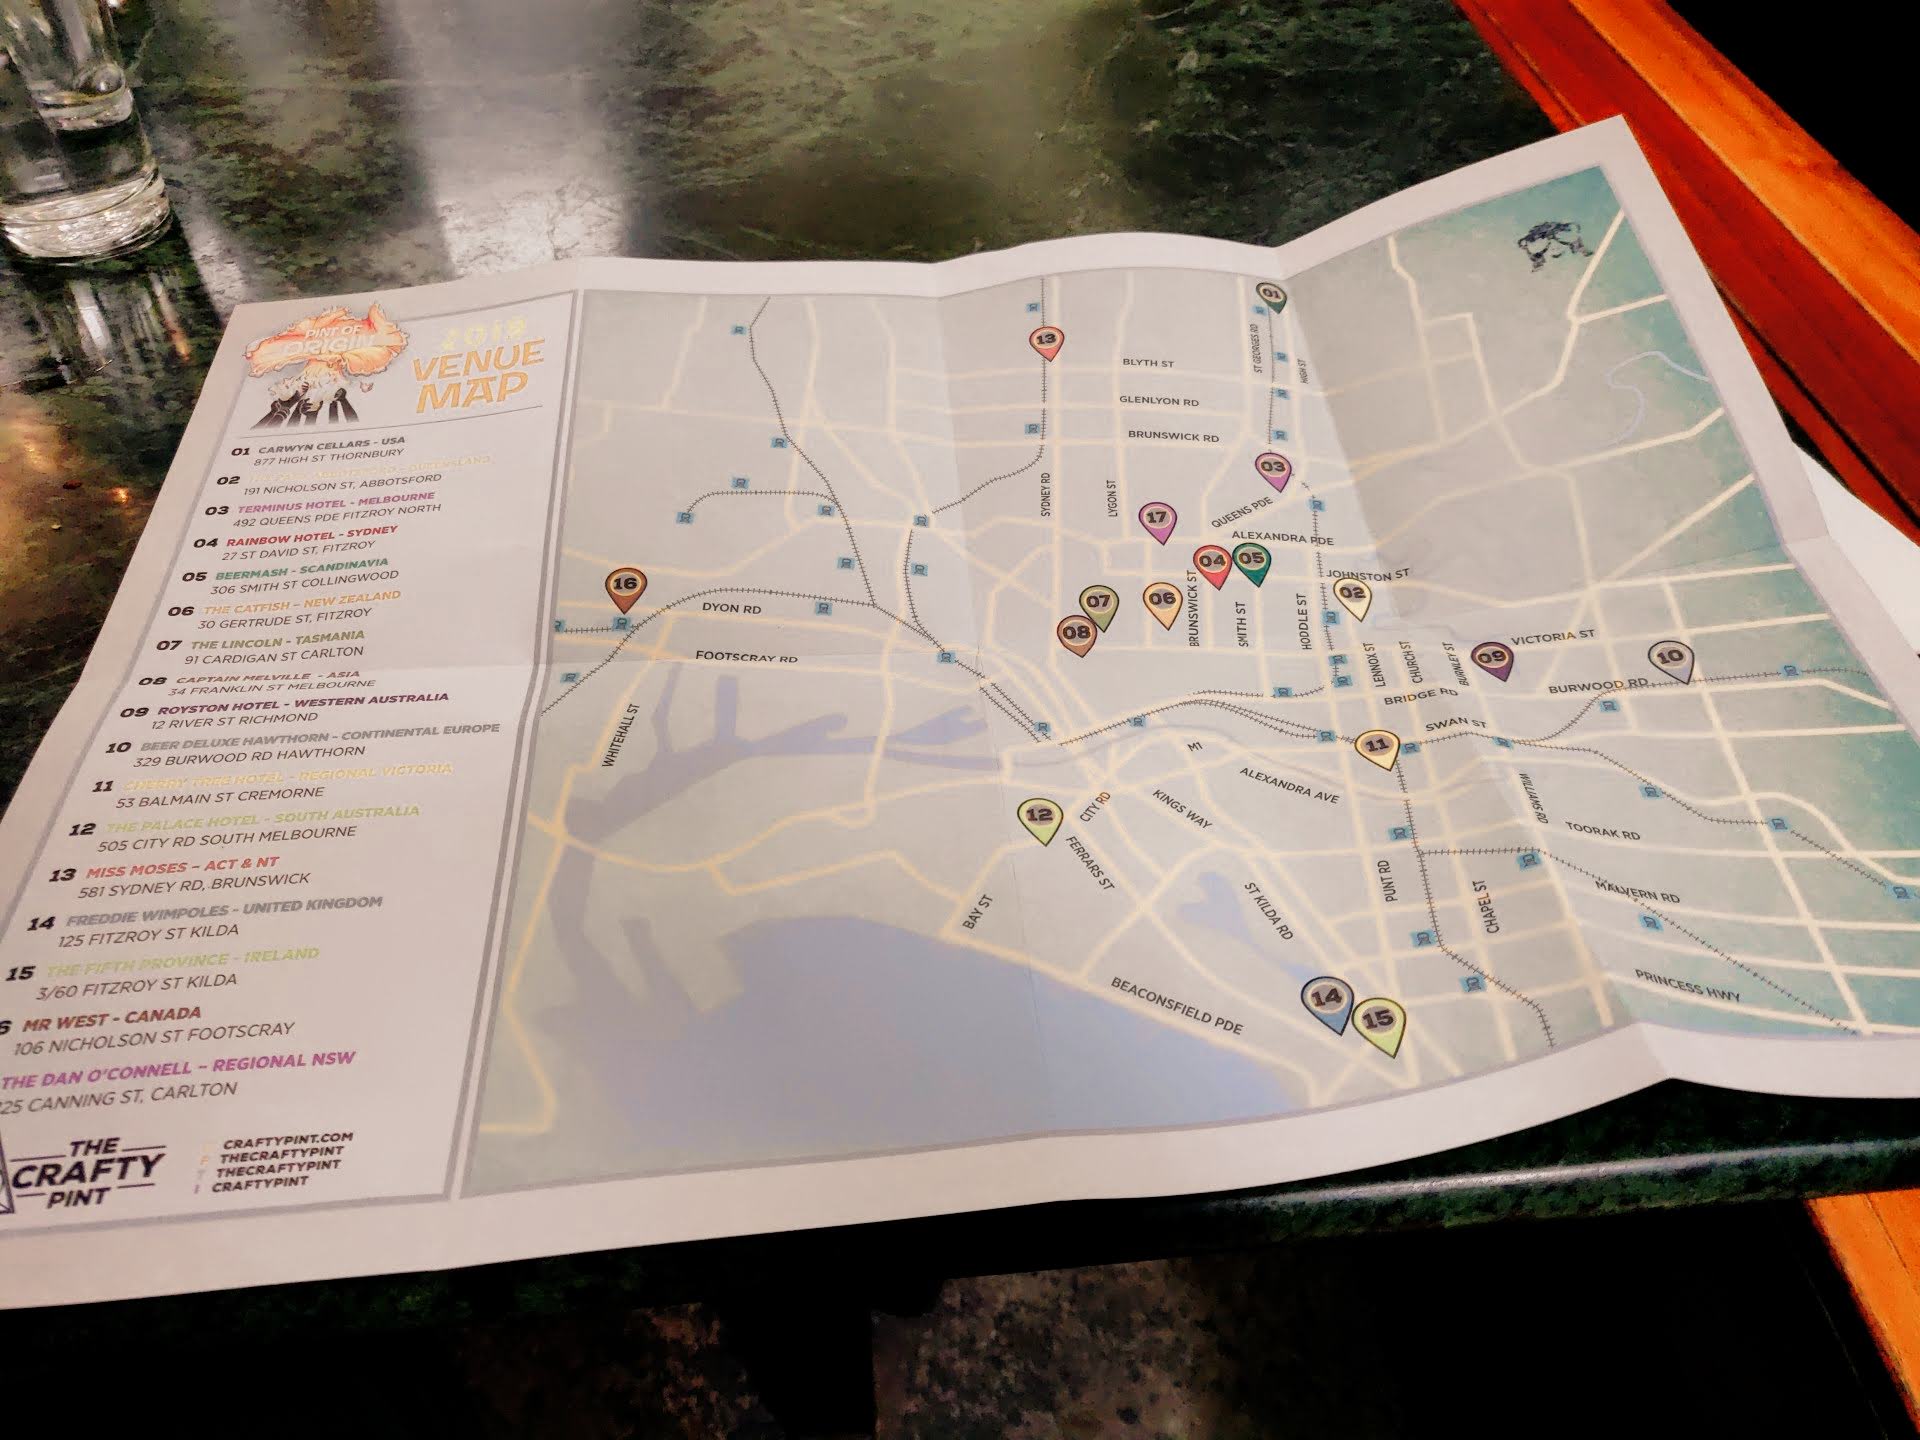 PINT OF
ORIGIN
2019
VENUE
MAP
01 CARWYN CELLARS - USA
877 HIGH ST THORNBURY
02 - QUEENSLAND
191 NICHOLSON ST, ABBOTSFORD
03 TERMINUS HOTEL - MELBOURNE
492 QUEENS PDE FITZROY NORTH
04 RAINBOW HOTEL - SYDNEY
27 ST DAVID ST, FITZROY
05 BEERMASH - SCANDINAVIA
306 SMITH ST COLLINGWOOD
06 THE CATFISH – NEW ZEALAND
30 GERTRUDE ST, FITZROY
07 THE LINCOLN - TASMANIA
91 CARDIGAN ST CARLTON
08 CAPTAIN MELVILLE - ASIA
34 FRANKLIN ST MELBOURNE
09 ROYSTON HOTEL - WESTERN AUSTRALIA
12 RIVER ST RICHMOND
10 BEER DELUXE HAWTHORN - CONTINENTAL EUROPE
329 BURWOOD RD HAWTHORN
11 CHERRY TREE HOTEL - REGIONAL VICTORIA
53 BALMAIN ST CREMORNE
12 THE PALACE HOTEL - SOUTH AUSTRALIA
505 CITY RD SOUTH MELBOURNE
13 MISS MOSES – ACT & NT
581 SYDNEY RD, BRUNSWICK
14 FREDDIE WIMPOLES - UNITED KINGDOM
125 FITZROY ST KILDA
15 THE FIFTH PROVINCE - IRELAND
3/60 FITZROY ST KILDA
6 MR WEST - CANADA
106 NICHOLSON ST FOOTSCRAY
THE DAN O'CONNELL – REGIONAL NSW
225 CANNING ST, CARLTON
THE
CRAFTY
PINT
CRAFTYPINT.COM
F THECRAFTYPINT
T THECRAFTYPINT
I CRAFTYPINT
01
13
ST GEORGES RD
HIGH ST
BLYTH ST
GLENLYON RD
BRUNSWICK RD
03
SYDNEY RD
LYGON ST
17
QUEENS PDE
ALEXANDRA PDE
04
05
JOHNSTON ST
16
DYON RD
07
06
02
08
BRUNSWICK ST
SMITH ST
HODDLE ST
FOOTSCRAY RD
LENNOX ST
CHURCH ST
BURNLEY ST
09
VICTORIA ST
10
BURWOOD RD
BRIDGE RD
SWAN ST
WHITEHALL ST
M1
11
ALEXANDRA AVE
WILLIAMS RD
12
CITY RD
KINGS WAY
TOORAK RD
FERRARS ST
PUNT RD
MALVERN RD
CHAPEL ST
ST KILDA RD
BAY ST
PRINCESS HWY
BEACONSFIELD PDE
14
15